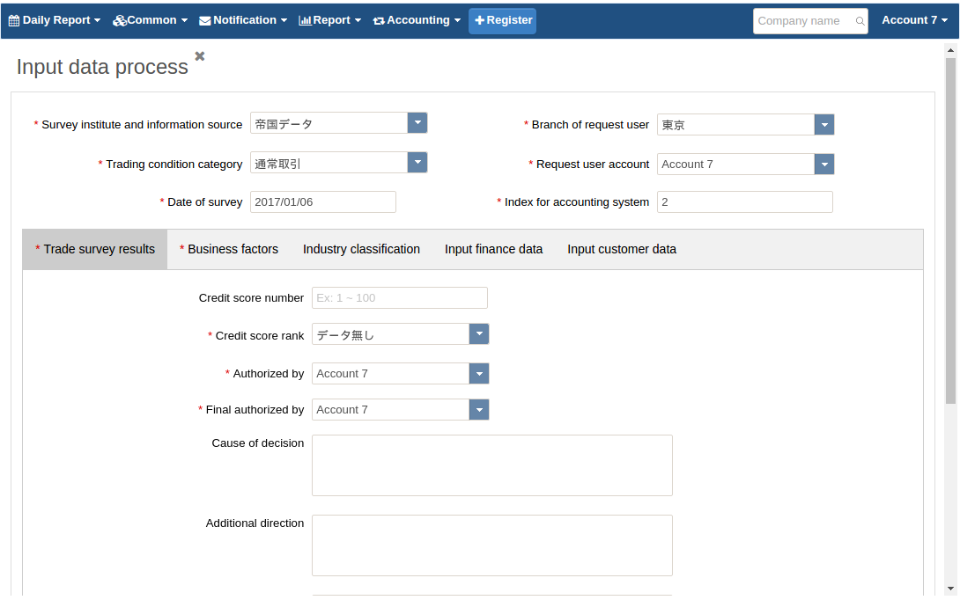 Daily Report Common Notification Report Accounting Register Company name Account 7
Input data process
* Survey institute and information source 帝国データ * Branch of request user 東京
* Trading condition category 通常取引 * Request user account Account 7
* Date of survey 2017/01/06 * Index for accounting system 2
* Trade survey results * Business factors Industry classification Input finance data Input customer data
Credit score number Ex: 1 ~ 100
* Credit score rank データ無し
* Authorized by Account 7
* Final authorized by Account 7
Cause of decision
Additional direction